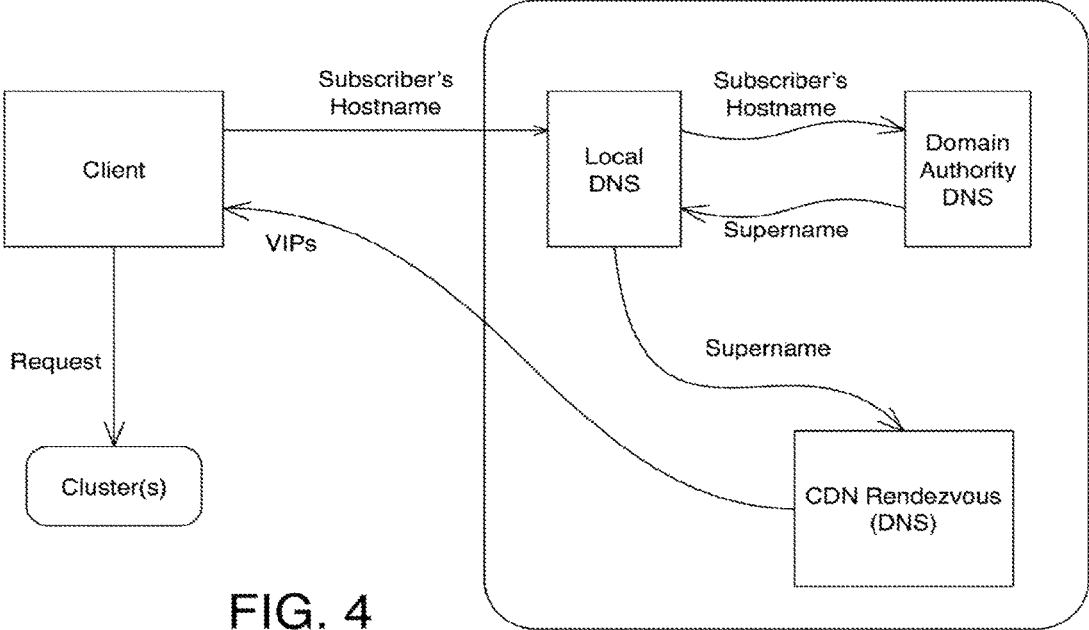 Subscriber's
Hostname
Subscriber's
Hostname
Client
Local
DNS
Domain
Authority
DNS
VIPs
Supername
Request
Supername
Cluster(s)
CDN Rendezvous
(DNS)
FIG. 4